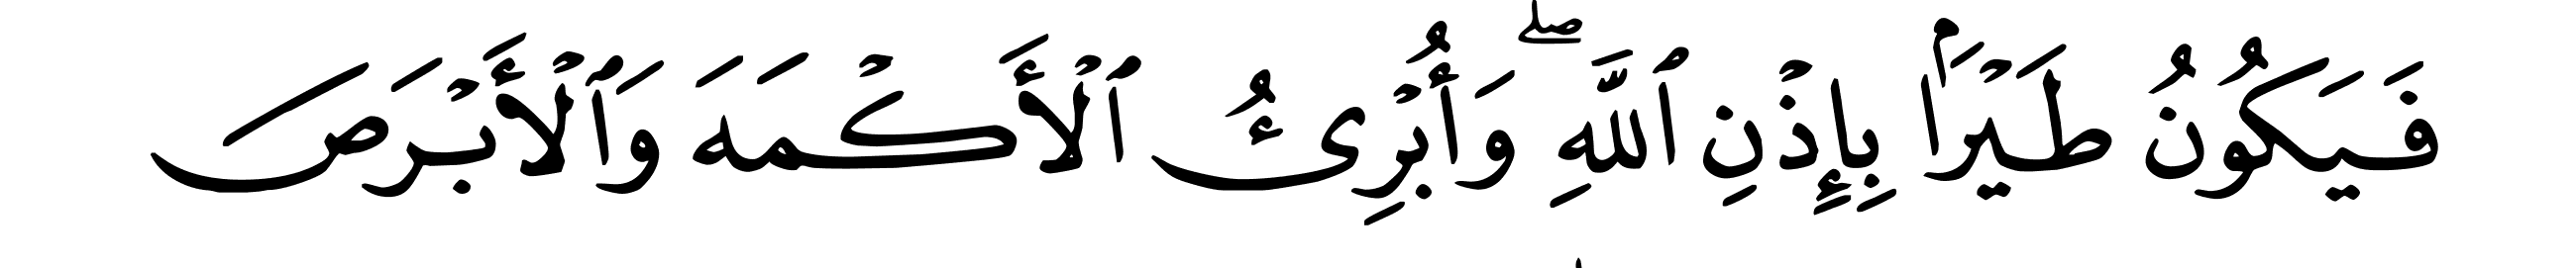 فَيَكُونُ طَيْرًۢا بِإِذْنِ ٱللَّهِ ۖ وَأُبْرِئُ ٱلْأَكْمَهَ وَٱلْأَبْرَصَ